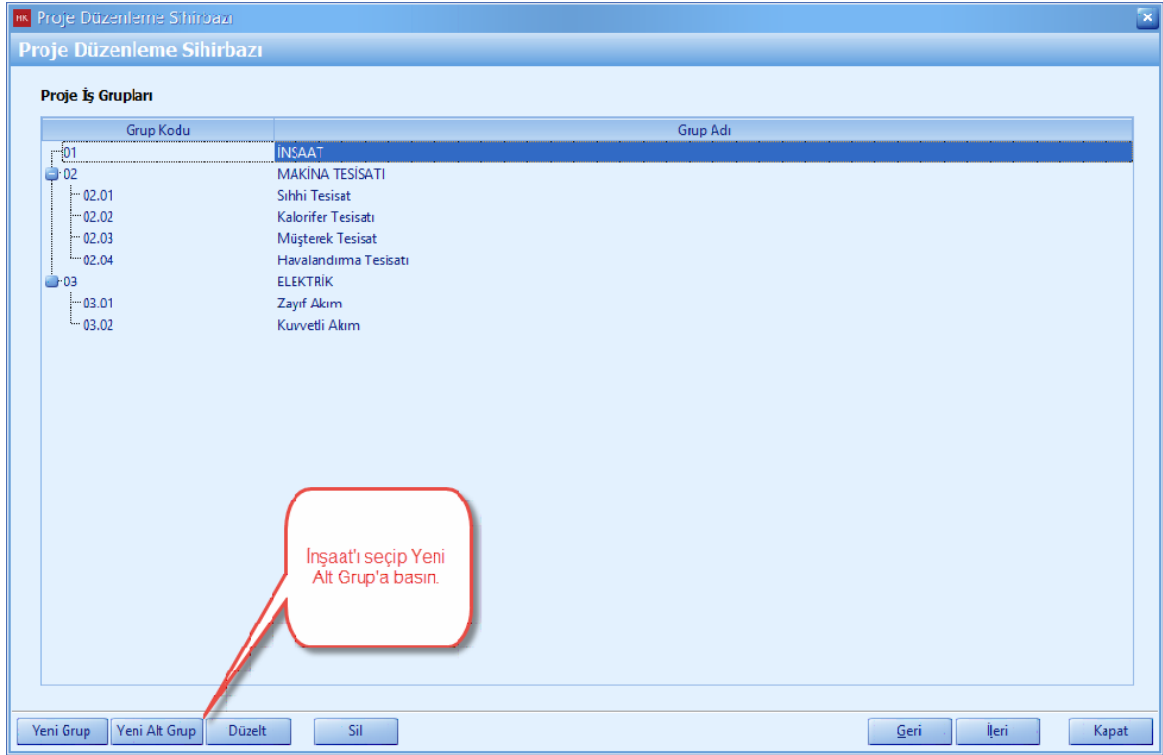 HK Proje Düzenleme Sihirbazı
Proje Düzenleme Sihirbazı
Proje İş Grupları
Grup Kodu Grup Adı
01 İNŞAAT
02 MAKİNA TESİSATI
02.01 Sıhhi Tesisat
02.02 Kalorifer Tesisatı
02.03 Müşterek Tesisat
02.04 Havalandırma Tesisatı
03 ELEKTRİK
03.01 Zayıf Akım
03.02 Kuvvetli Akım
İnşaat'ı seçip Yeni
Alt Grup'a basın.
Yeni Grup Yeni Alt Grup Düzelt Sil Geri İleri Kapat